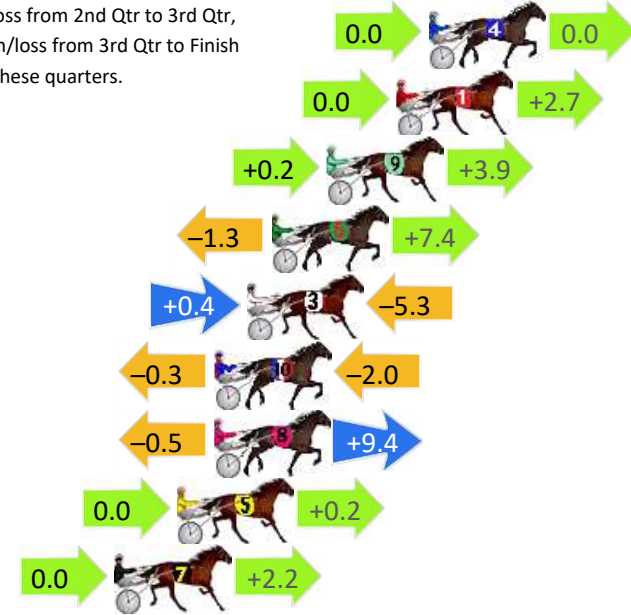 oss from 2nd Qtr to 3rd Qtr,
n/loss from 3rd Qtr to Finish
hese quarters.
0.0 4 0.0
0.0 1 +2.7
+0.2 9 +3.9
–1.3 6 +7.4
+0.4 3 –5.3
–0.3 10 –2.0
–0.5 8 +9.4
0.0 5 +0.2
0.0 7 +2.2